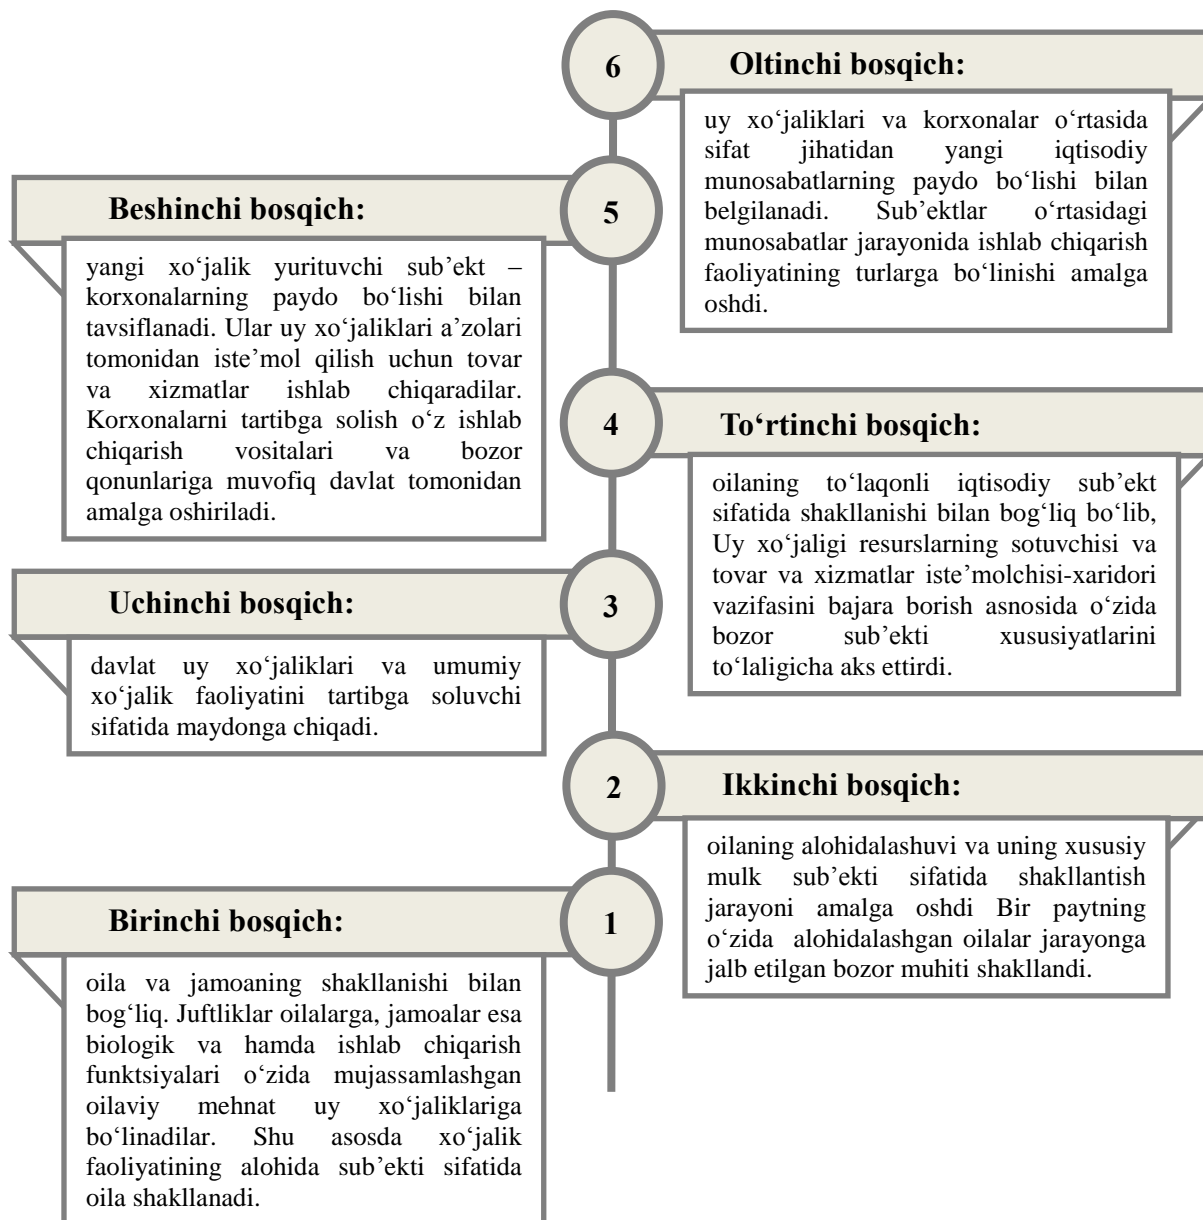 6
Oltinchi bosqich:
uy xo‘jaliklari va korxonalar o‘rtasida
sifat jihatidan yangi iqtisodiy
munosabatlarning paydo bo‘lishi bilan
belgilanadi. Sub’ektlar o‘rtasidagi
munosabatlar jarayonida ishlab chiqarish
faoliyatining turlarga bo‘linishi amalga
oshdi.
Beshinchi bosqich:
5
yangi xo‘jalik yurituvchi sub’ekt –
korxonalarning paydo bo‘lishi bilan
tavsiflanadi. Ular uy xo‘jaliklari a’zolari
tomonidan iste’mol qilish uchun tovar
va xizmatlar ishlab chiqaradilar.
Korxonalarni tartibga solish o‘z ishlab
chiqarish vositalari va bozor
qonunlariga muvofiq davlat tomonidan
amalga oshiriladi.
4
To‘rtinchi bosqich:
oilaning to‘laqonli iqtisodiy sub’ekt
sifatida shakllanishi bilan bog‘liq bo‘lib,
Uy xo‘jaligi resurslarning sotuvchisi va
tovar va xizmatlar iste’molchisi-xaridori
vazifasini bajara borish asnosida o‘zida
bozor sub’ekti xususiyatlarini
to‘laligicha aks ettirdi.
Uchinchi bosqich:
3
davlat uy xo‘jaliklari va umumiy
xo‘jalik faoliyatini tartibga soluvchi
sifatida maydonga chiqadi.
2
Ikkinchi bosqich:
oilaning alohidalashuvi va uning xususiy
mulk sub’ekti sifatida shakllantish
jarayoni amalga oshdi Bir paytning
o‘zida alohidalashgan oilalar jarayonga
jalb etilgan bozor muhiti shakllandi.
Birinchi bosqich:
1
oila va jamoaning shakllanishi bilan
bog‘liq. Juftliklar oilalarga, jamoalar esa
biologik va hamda ishlab chiqarish
funktsiyalari o‘zida mujassamlashgan
oilaviy mehnat uy xo‘jaliklariga
bo‘linadilar. Shu asosda xo‘jalik
faoliyatining alohida sub’ekti sifatida
oila shakllanadi.